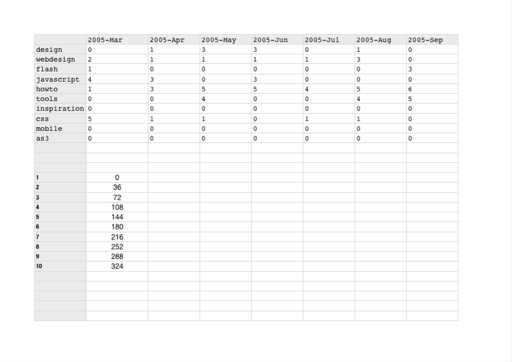 2005-Mar 2005-Apr 2005-May 2005-Jun 2005-Jul 2005-Aug 2005-Sep
design 0 1 3 3 0 1 0
webdesign 2 1 1 1 1 3 0
flash 1 0 0 0 0 0 3
javascript 4 3 0 3 0 0 0
howto 1 3 5 5 4 5 6
tools 0 0 4 0 0 4 5
inspiration 0 0 0 0 0 0 0
css 5 1 1 0 1 1 0
mobile 0 0 0 0 0 0 0
as3 0 0 0 0 0 0 0
1 0
2 36
3 72
4 108
5 144
6 180
7 216
8 252
9 288
10 324